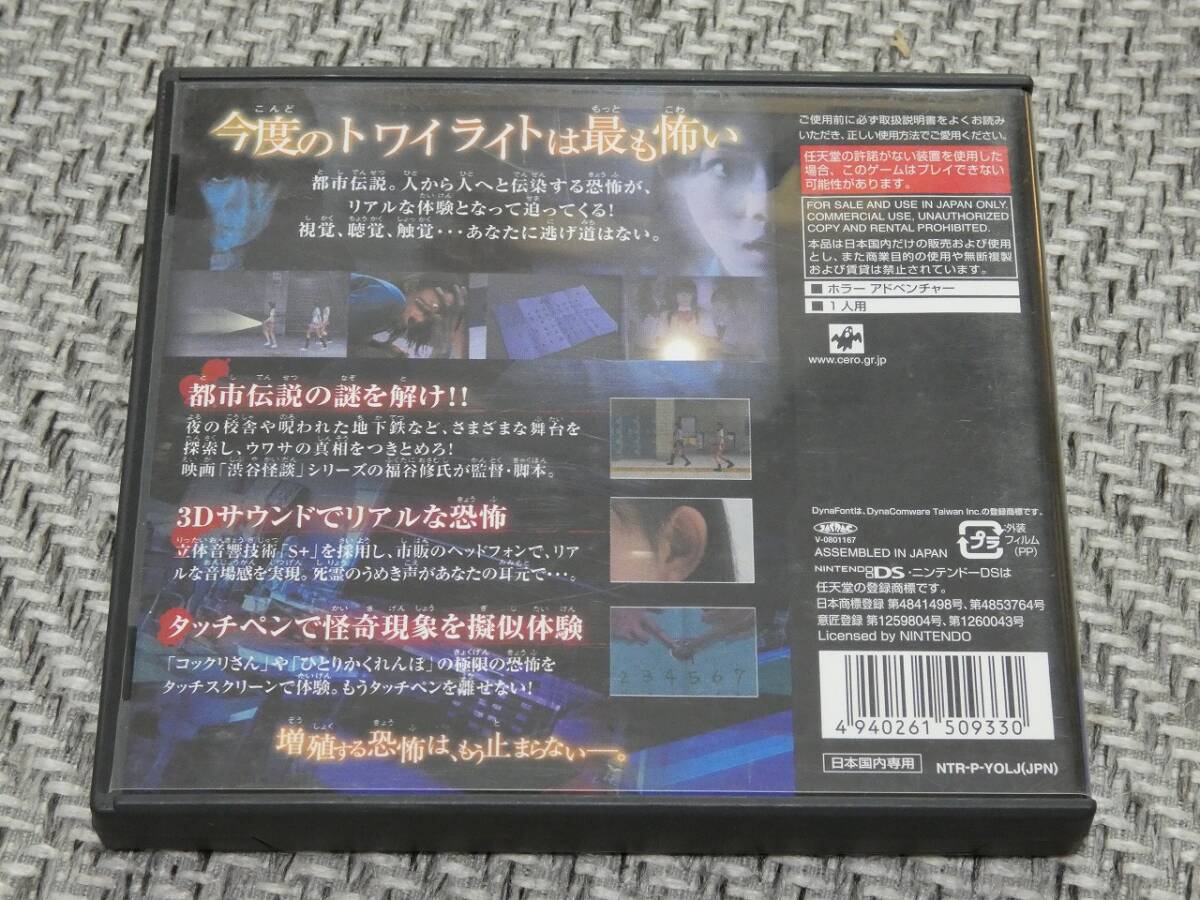 今度のトワイライトは最も怖い
都市伝説。人から人へと伝染する恐怖が、
リアルな体験となって迫ってくる!
視覚、聴覚、触覚・・・あなたに逃げ道はない。
都市伝説の謎を解け!!
夜の校舎や呪われた地下鉄など、さまざまな舞台を
探索し、ウワサの真相をつきとめろ!
映画「渋谷怪談」シリーズの福谷修氏が監督・脚本。
3Dサウンドでリアルな恐怖
立体音響技術「S+」を採用し、市販のヘッドフォンで、リア
ルな音場感を実現。死霊のうめき声があなたの耳元で・・・。
タッチペンで怪奇現象を擬似体験
「コックリさん」や「ひとりかくれんぼ」の極限の恐怖を
タッチスクリーンで体験。もうタッチペンを離せない!
2 3 4 5 6 7
増殖する恐怖は、もう止まらない―。
ご使用前に必ず取扱説明書をよくお読み
いただき、正しい使用方法でご愛用ください。
任天堂の許諾がない装置を使用した
場合、このゲームはプレイできない
可能性があります。
FOR SALE AND USE IN JAPAN ONLY.
COMMERCIAL USE, UNAUTHORIZED
COPY AND RENTAL PROHIBITED.
本品は日本国内だけの販売および使用
とし、また商業目的の使用や無断複製
および賃貸は禁止されています。
■ ホラー アドベンチャー
■ 1人用
www.cero.gr.jp
DynaFontは、DynaComware Taiwan Inc.の登録商標です。
JASRAC
V-0801167
ASSEMBLED IN JAPAN
プラ
外装
フィルム
(PP)
NINTENDO DS・ニンテンドーDSは
任天堂の登録商標です。
日本商標登録 第4841498号、第4853764号
意匠登録 第1259804号、第1260043号
Licensed by NINTENDO
4 940261 509330
日本国内専用
NTR-P-YOLJ(JPN)